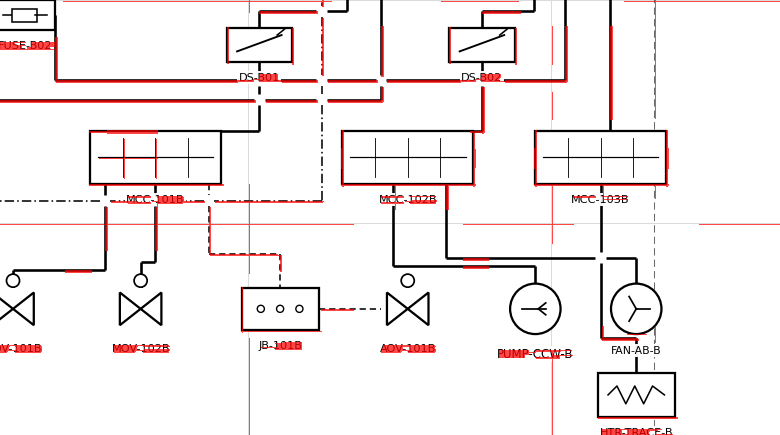 FUSE-B02
DS-B01
DS-B02
MCC-101B
MCC-102B
MCC-103B
OV-101B
MOV-102B
JB-101B
AOV-101B
PUMP-CCW-B
FAN-AB-B
HTR-TRACE-B